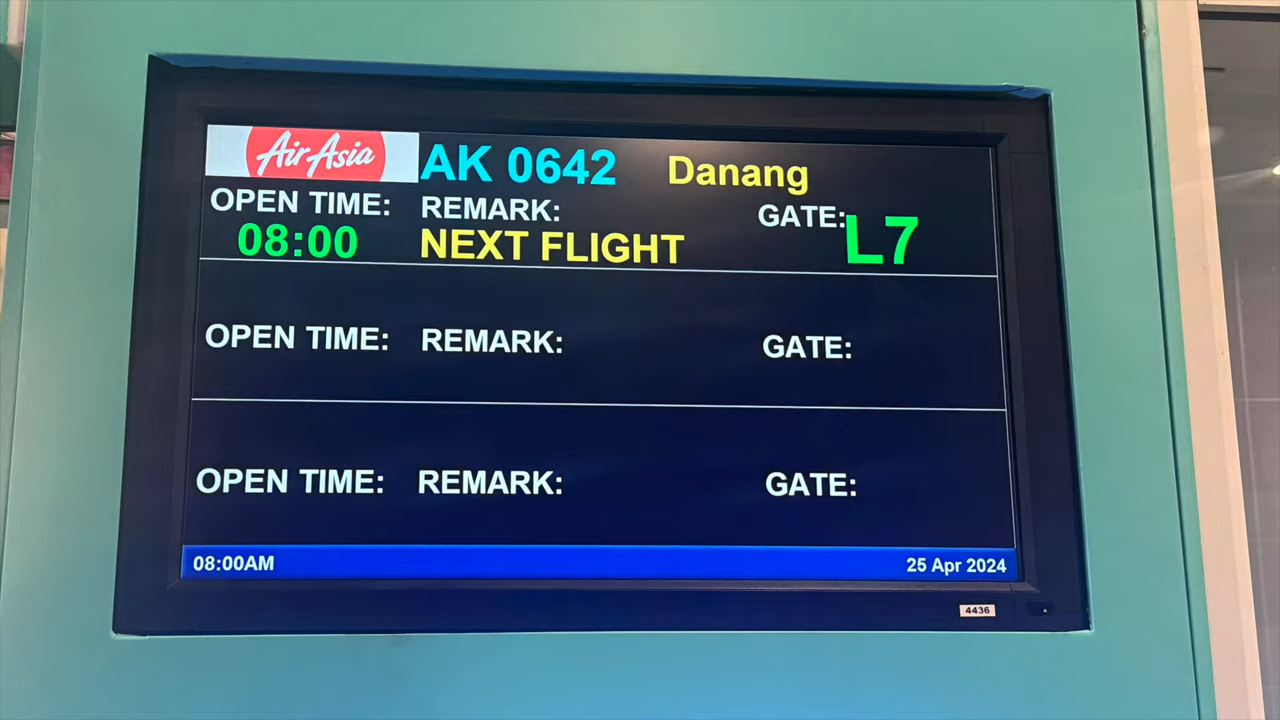 AirAsia AK 0642 Danang
OPEN TIME: REMARK: GATE:
08:00 NEXT FLIGHT L7
OPEN TIME: REMARK: GATE:
OPEN TIME: REMARK: GATE:
08:00AM 25 Apr 2024
4436